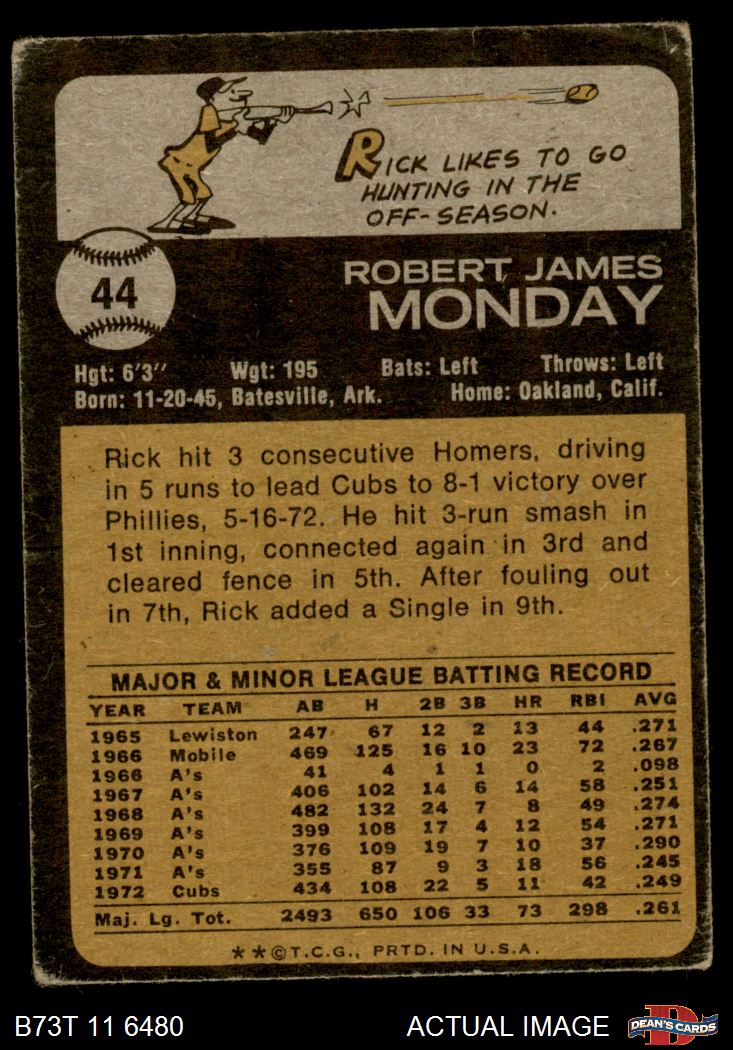 RICK LIKES TO GO
HUNTING IN THE
OFF-SEASON.
44
ROBERT JAMES
MONDAY
Hgt: 6'3" Wgt: 195 Bats: Left Throws: Left
Born: 11-20-45, Batesville, Ark. Home: Oakland, Calif.
Rick hit 3 consecutive Homers, driving
in 5 runs to lead Cubs to 8-1 victory over
Phillies, 5-16-72. He hit 3-run smash in
1st inning, connected again in 3rd and
cleared fence in 5th. After fouling out
in 7th, Rick added a Single in 9th.
MAJOR & MINOR LEAGUE BATTING RECORD
YEAR TEAM AB H 2B 3B HR RBI AVG
1965 Lewiston 247 67 12 2 13 44 .271
1966 Mobile 469 125 16 10 23 72 .267
1966 A's 41 4 1 1 0 2 .098
1967 A's 406 102 14 6 14 58 .251
1968 A's 482 132 24 7 8 49 .274
1969 A's 399 108 17 4 12 54 .271
1970 A's 376 109 19 7 10 37 .290
1971 A's 355 87 9 3 18 56 .245
1972 Cubs 434 108 22 5 11 42 .249
Maj. Lg. Tot. 2493 650 106 33 73 298 .261
**©T.C.G., PRTD. IN U.S.A.
B73T 11 6480 ACTUAL IMAGE
D
DEAN'S CARDS